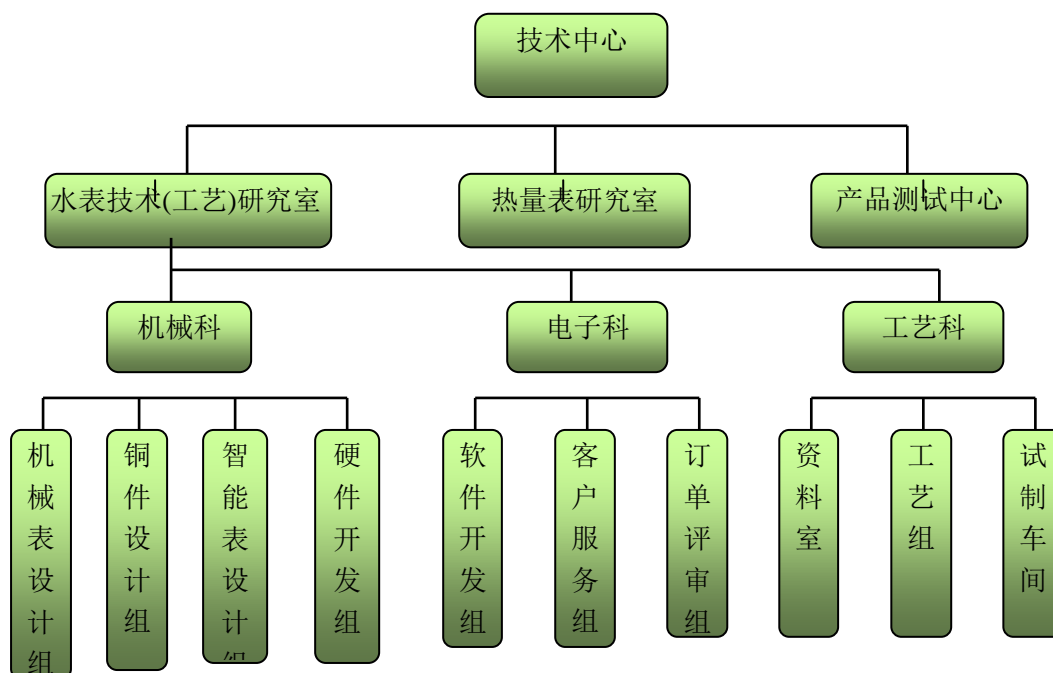 技术中心
水表技术(工艺)研究室
热量表研究室
产品测试中心
机械科
电子科
工艺科
机械表设计组
铜件设计组
智能表设计组
硬件开发组
软件开发组
客户服务组
订单评审组
资料室
工艺组
试制车间